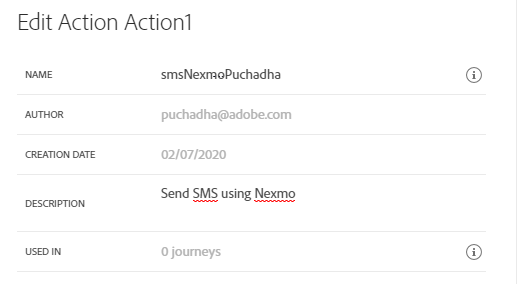 Edit Action Action1
NAME smsNexmoPuchadha
AUTHOR puchadha@adobe.com
CREATION DATE 02/07/2020
DESCRIPTION Send SMS using Nexmo
USED IN 0 journeys